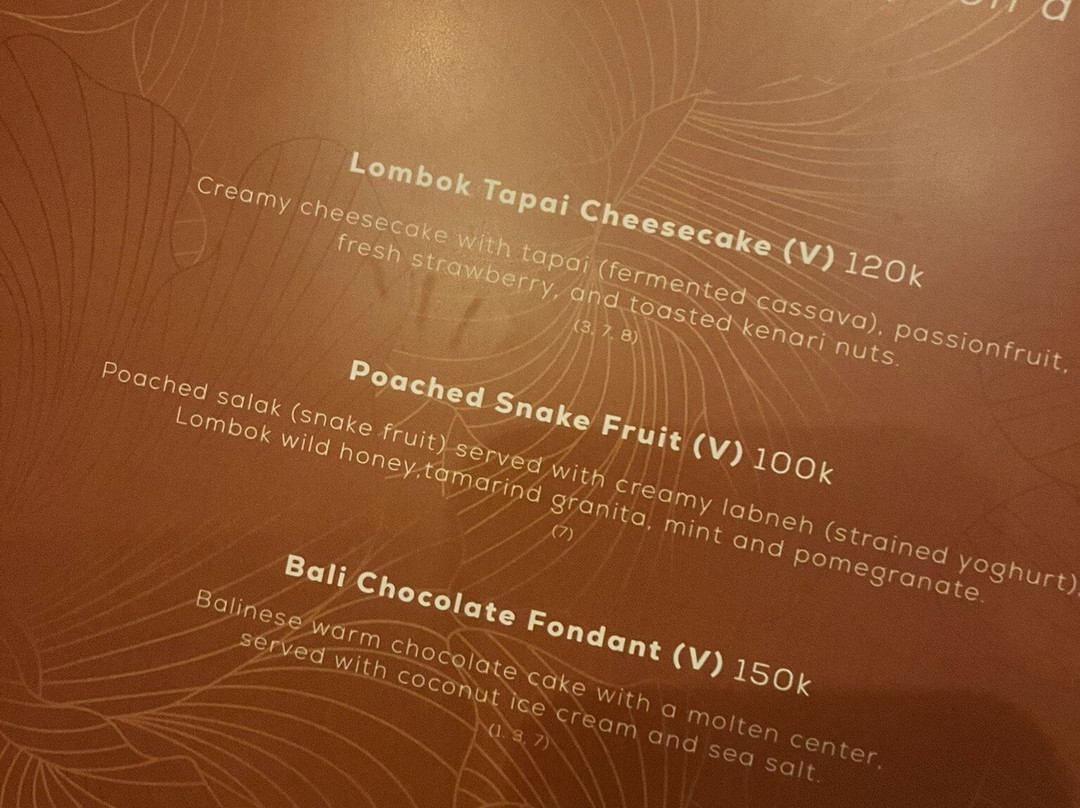 Lombok Tapai Cheesecake (V) 120k
Creamy cheesecake with tapai (fermented cassava), passionfruit,
fresh strawberry, and toasted kenari nuts.
(3, 7, 8)
Poached Snake Fruit (V) 100k
Poached salak (snake fruit) served with creamy labneh (strained yoghurt),
Lombok wild honey,tamarind granita, mint and pomegranate.
(7)
Bali Chocolate Fondant (V) 150k
Balinese warm chocolate cake with a molten center,
served with coconut ice cream and sea salt.
(1, 3, 7)